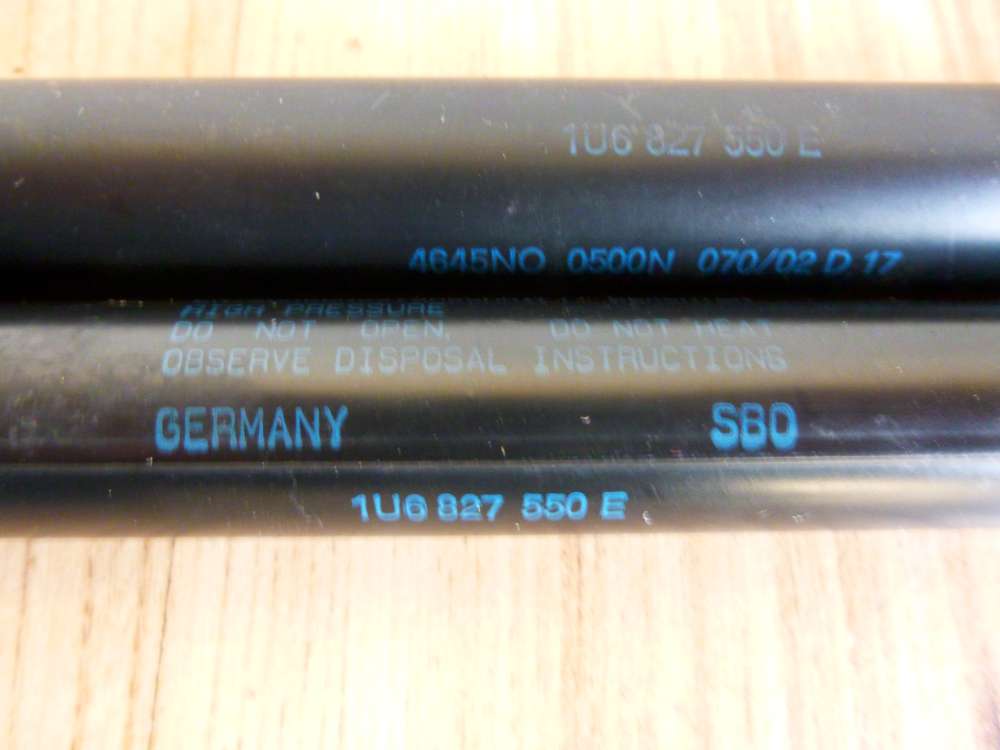 1U6 827 550 E
4645NO 0500N 070/02 D 17
HIGH PRESSURE
DO NOT OPEN, DO NOT HEAT
OBSERVE DISPOSAL INSTRUCTIONS
GERMANY SBO
1U6 827 550 E